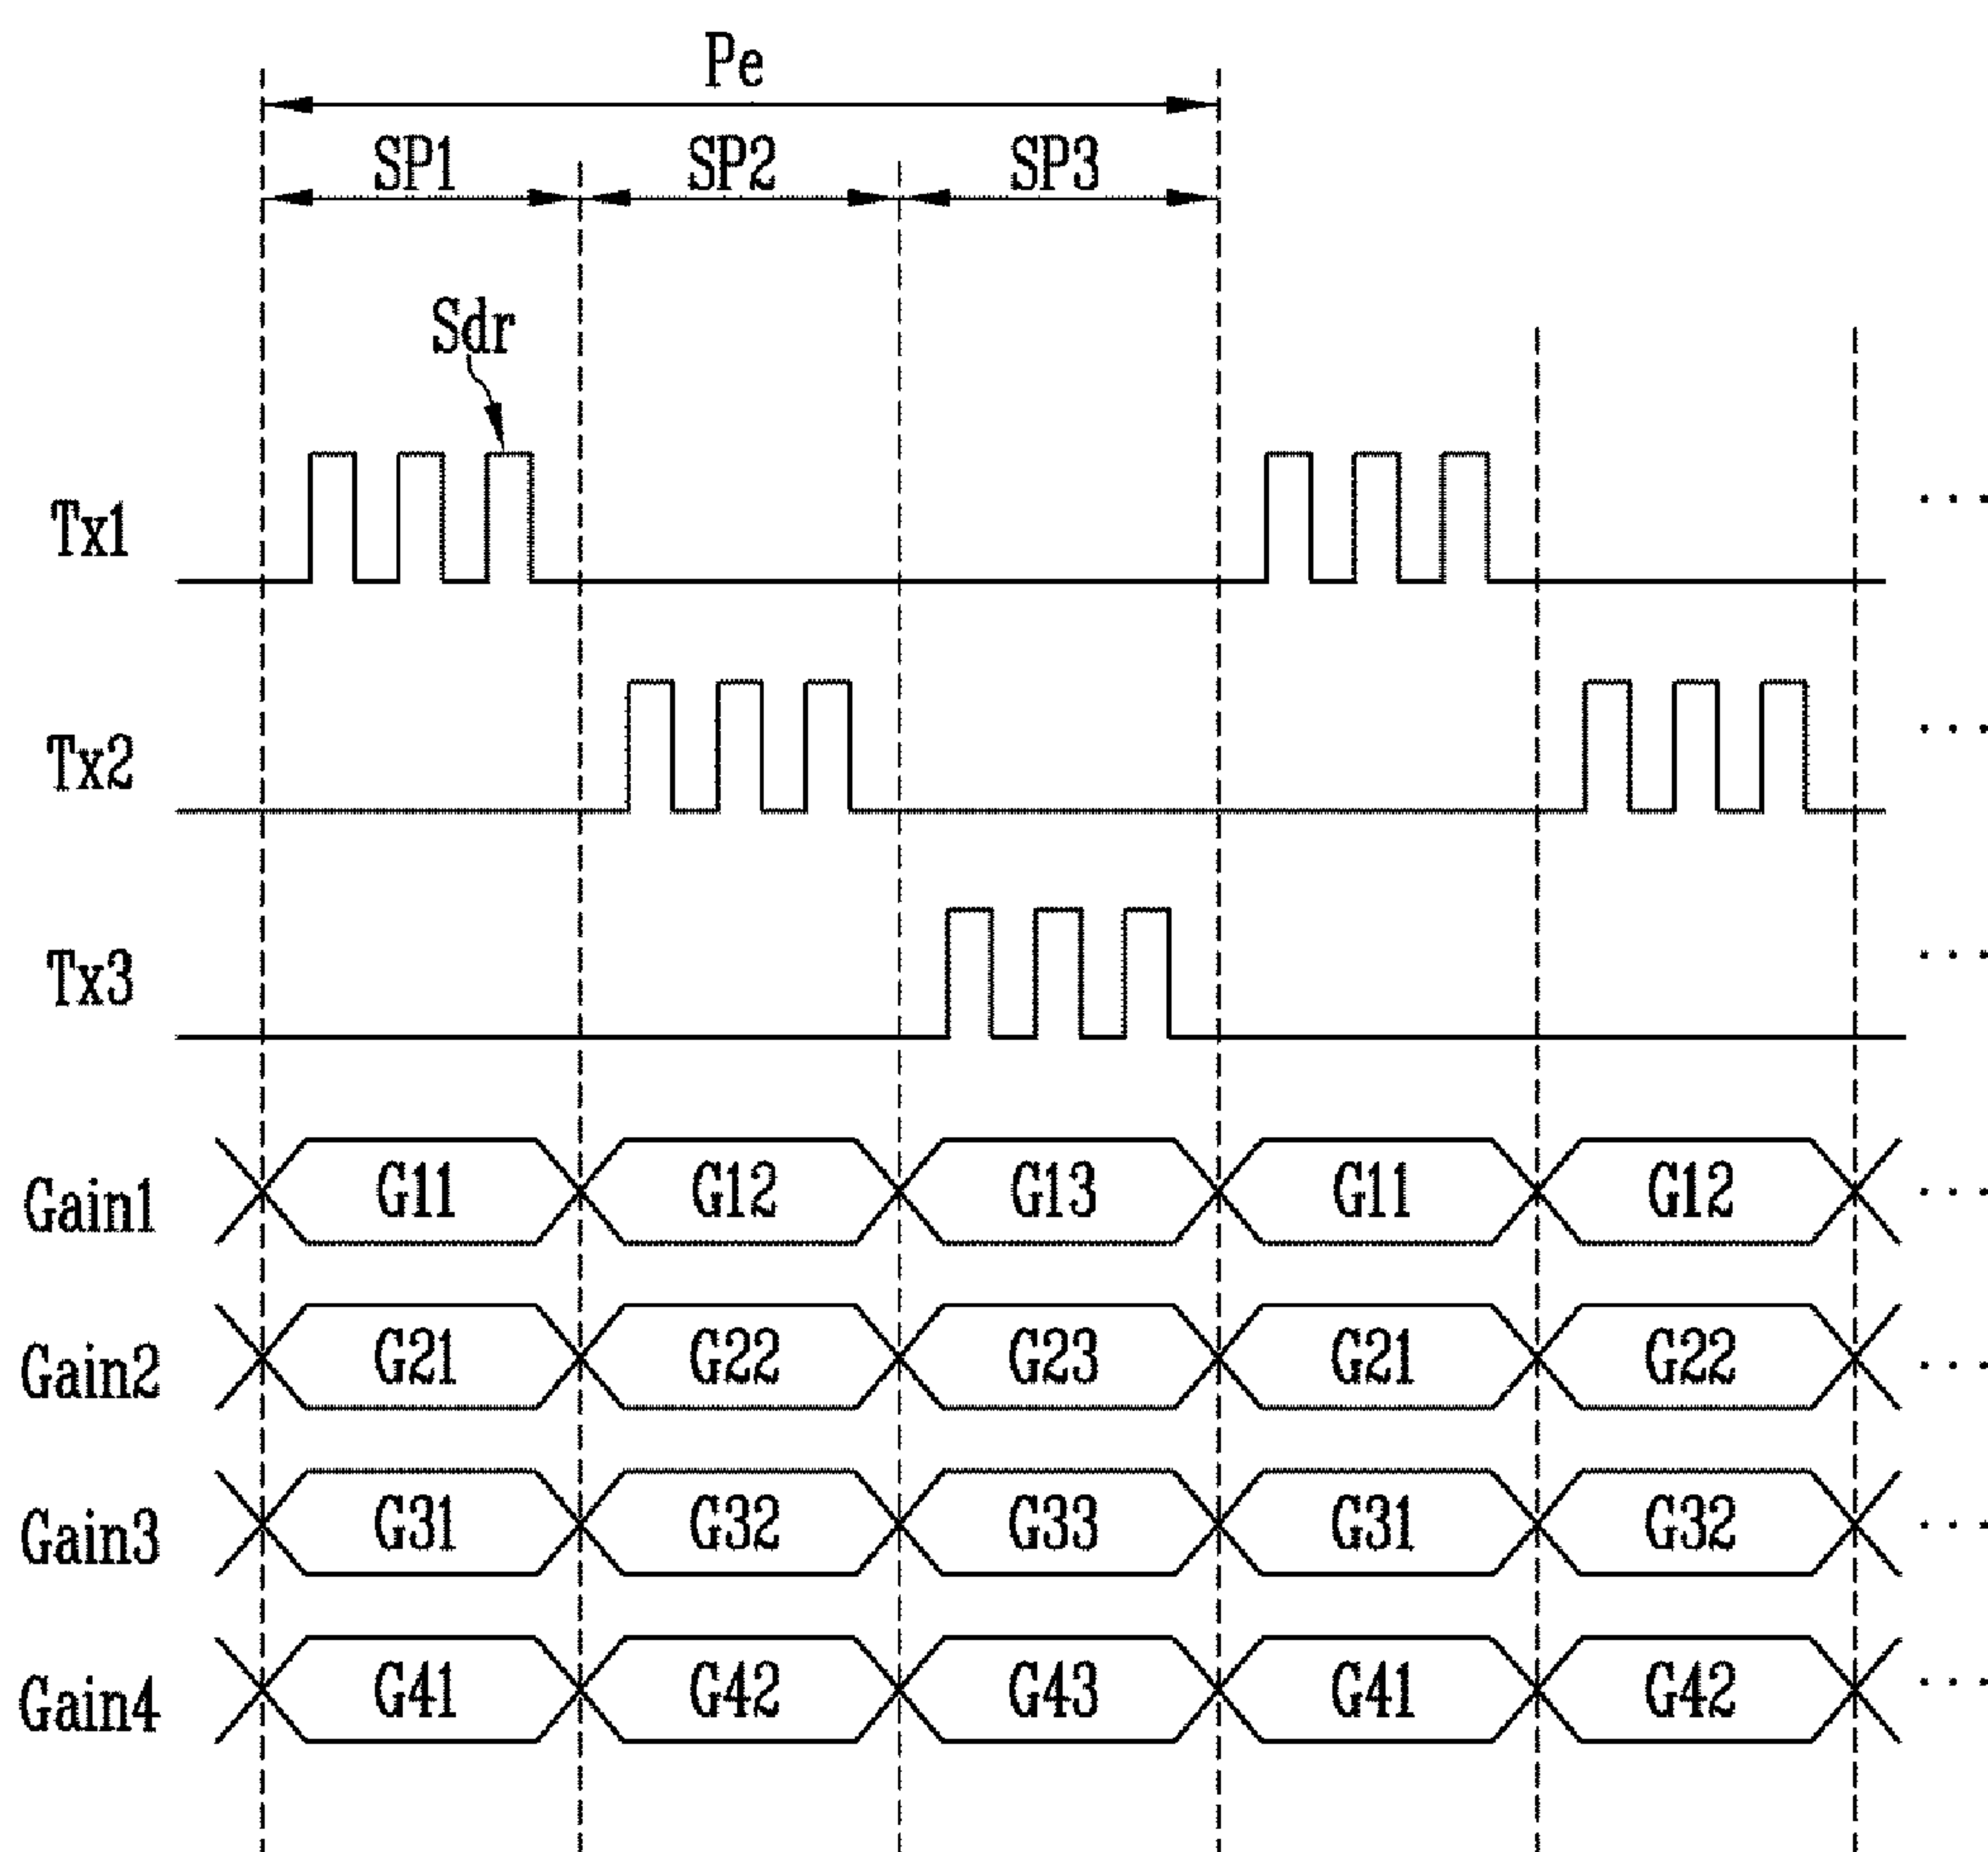 Pe
SP1 SP2 SP3
Sdr
Tx1 ...
Tx2 ...
Tx3 ...
Gain1 G11 G12 G13 G11 G12 ...
Gain2 G21 G22 G23 G21 G22 ...
Gain3 G31 G32 G33 G31 G32 ...
Gain4 G41 G42 G43 G41 G42 ...